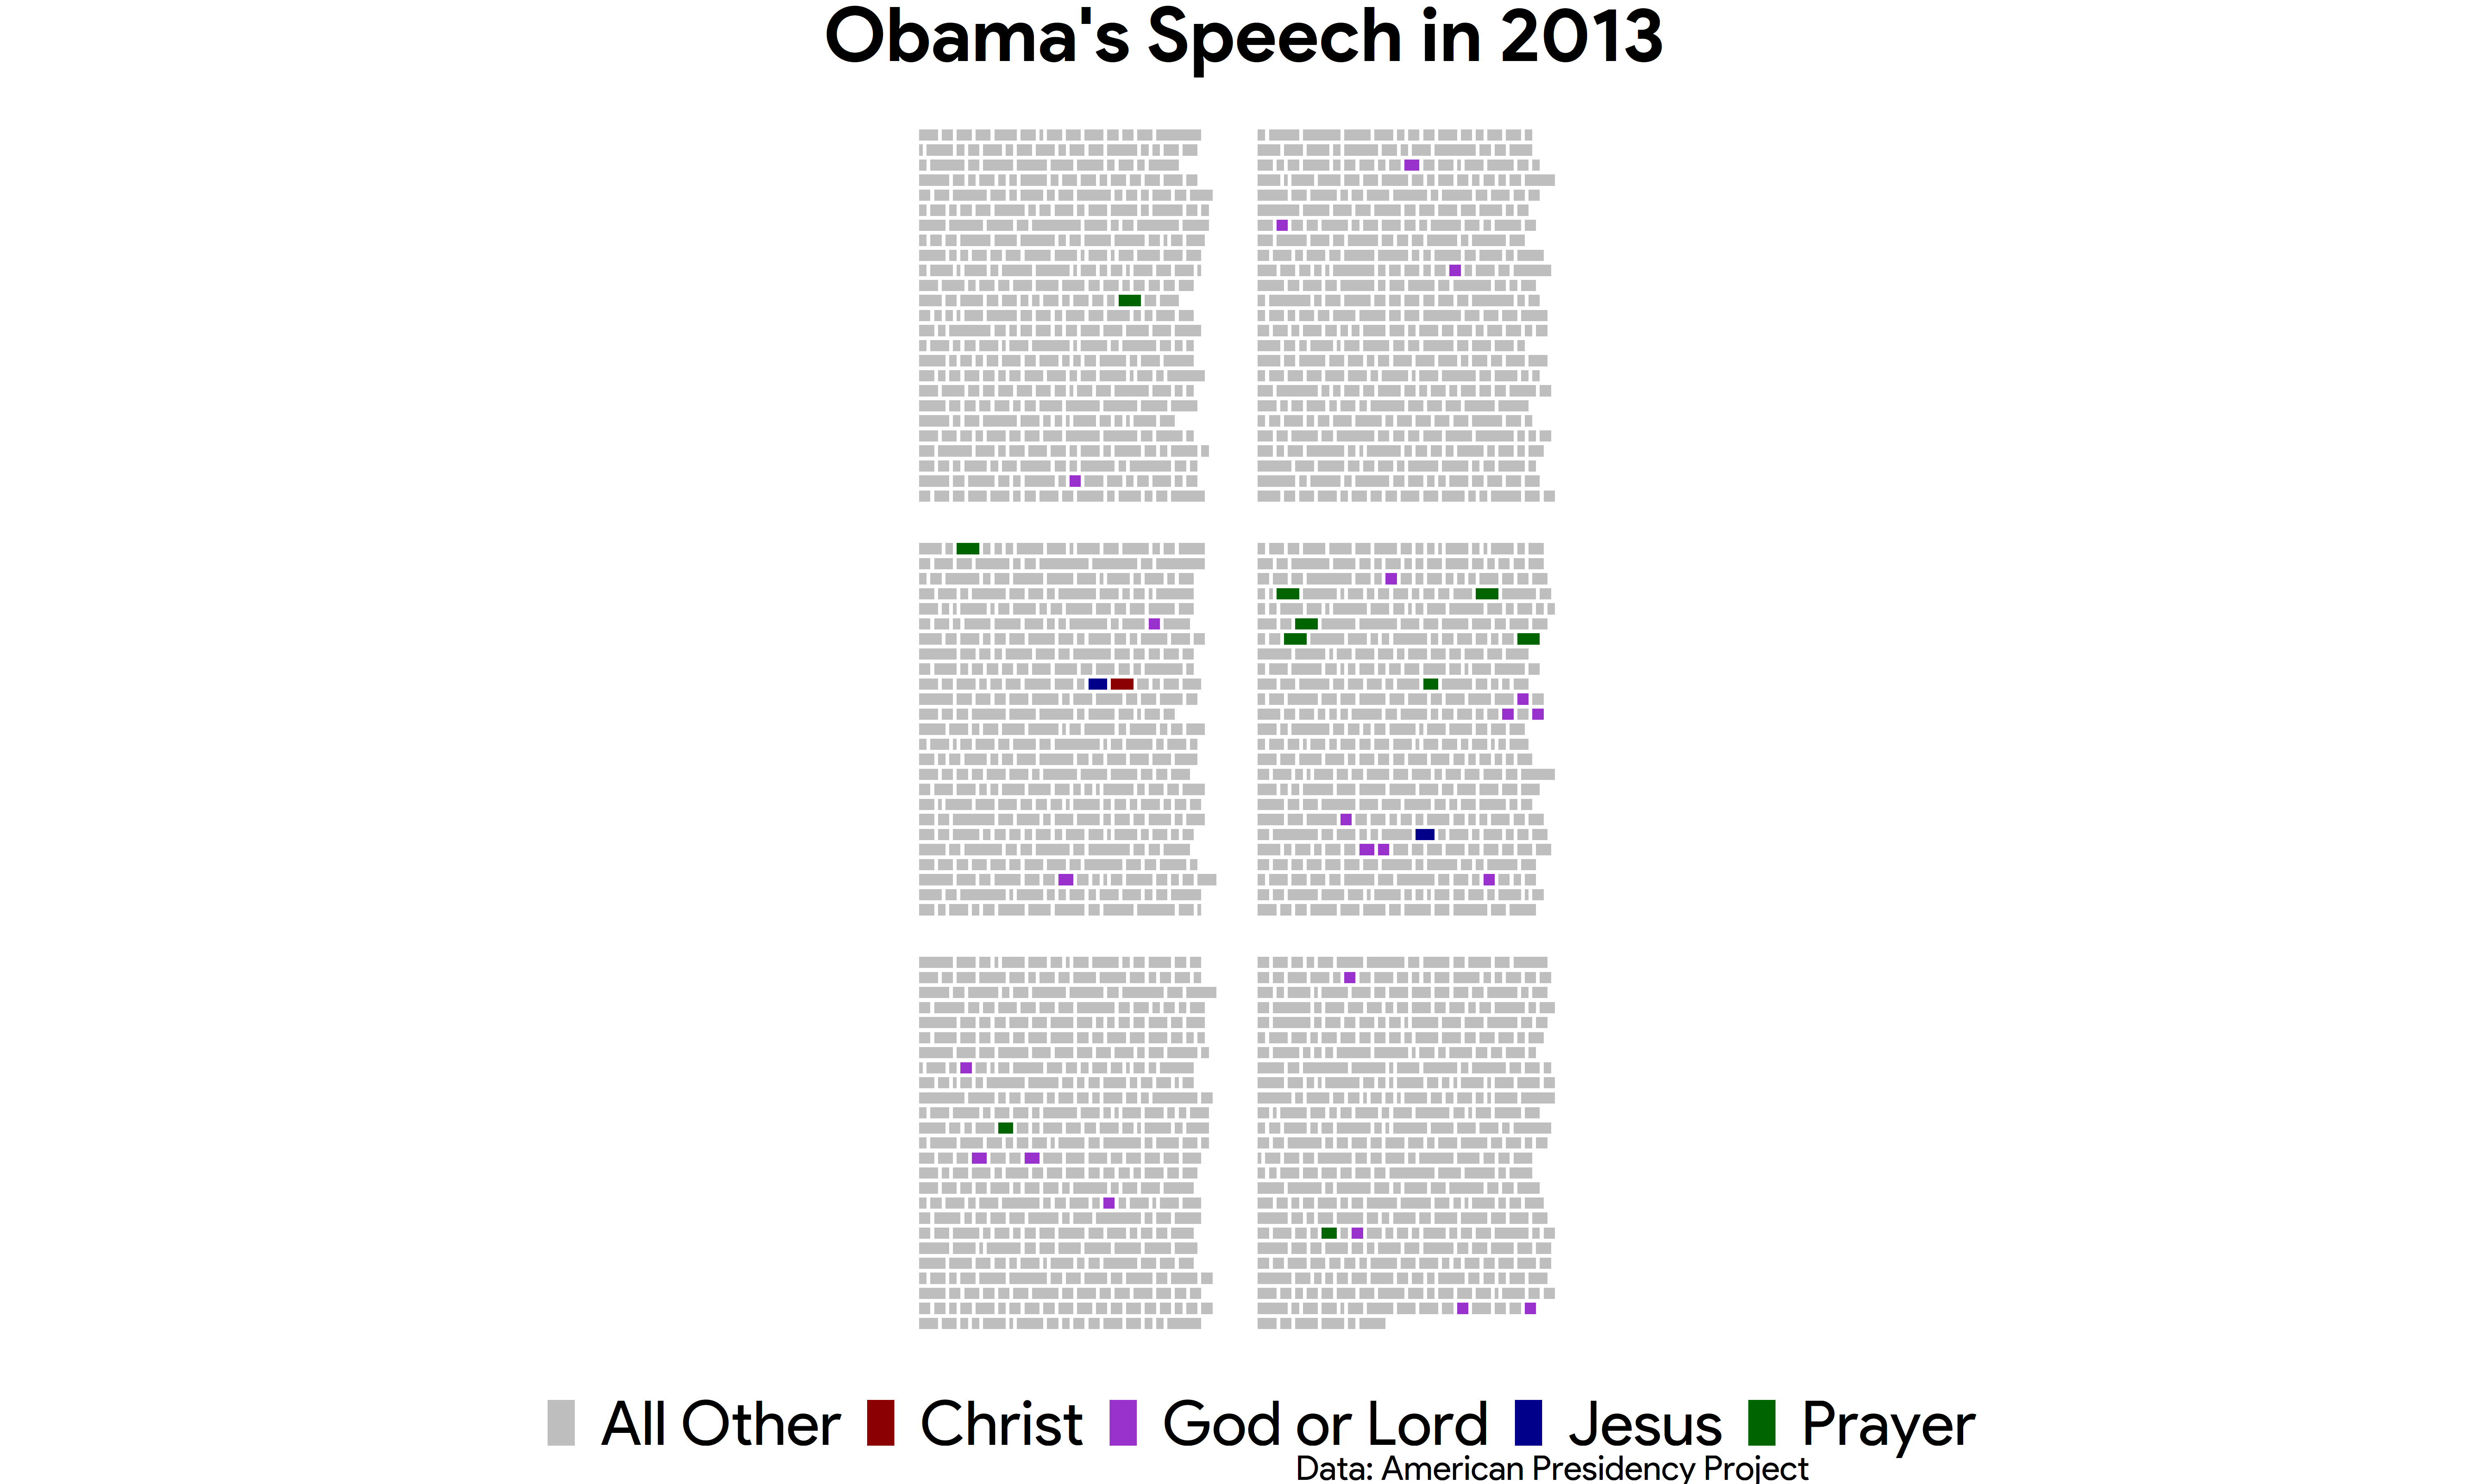 Obama's Speech in 2013
All Other Christ God or Lord Jesus Prayer
Data: American Presidency Project